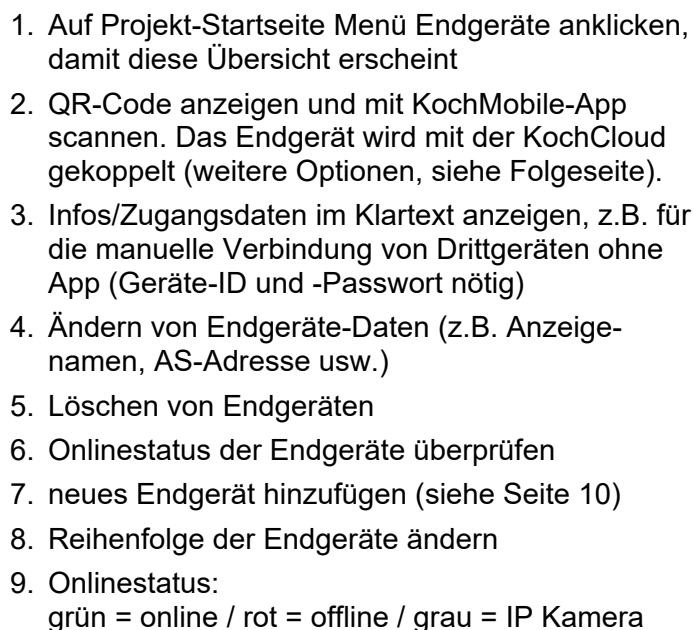 1. Auf Projekt-Startseite Menü Endgeräte anklicken,
damit diese Übersicht erscheint
2. QR-Code anzeigen und mit KochMobile-App
scannen. Das Endgerät wird mit der KochCloud
gekoppelt (weitere Optionen, siehe Folgeseite).
3. Infos/Zugangsdaten im Klartext anzeigen, z.B. für
die manuelle Verbindung von Drittgeräten ohne
App (Geräte-ID und -Passwort nötig)
4. Ändern von Endgeräte-Daten (z.B. Anzeige-
namen, AS-Adresse usw.)
5. Löschen von Endgeräten
6. Onlinestatus der Endgeräte überprüfen
7. neues Endgerät hinzufügen (siehe Seite 10)
8. Reihenfolge der Endgeräte ändern
9. Onlinestatus:
grün = online / rot = offline / grau = IP Kamera